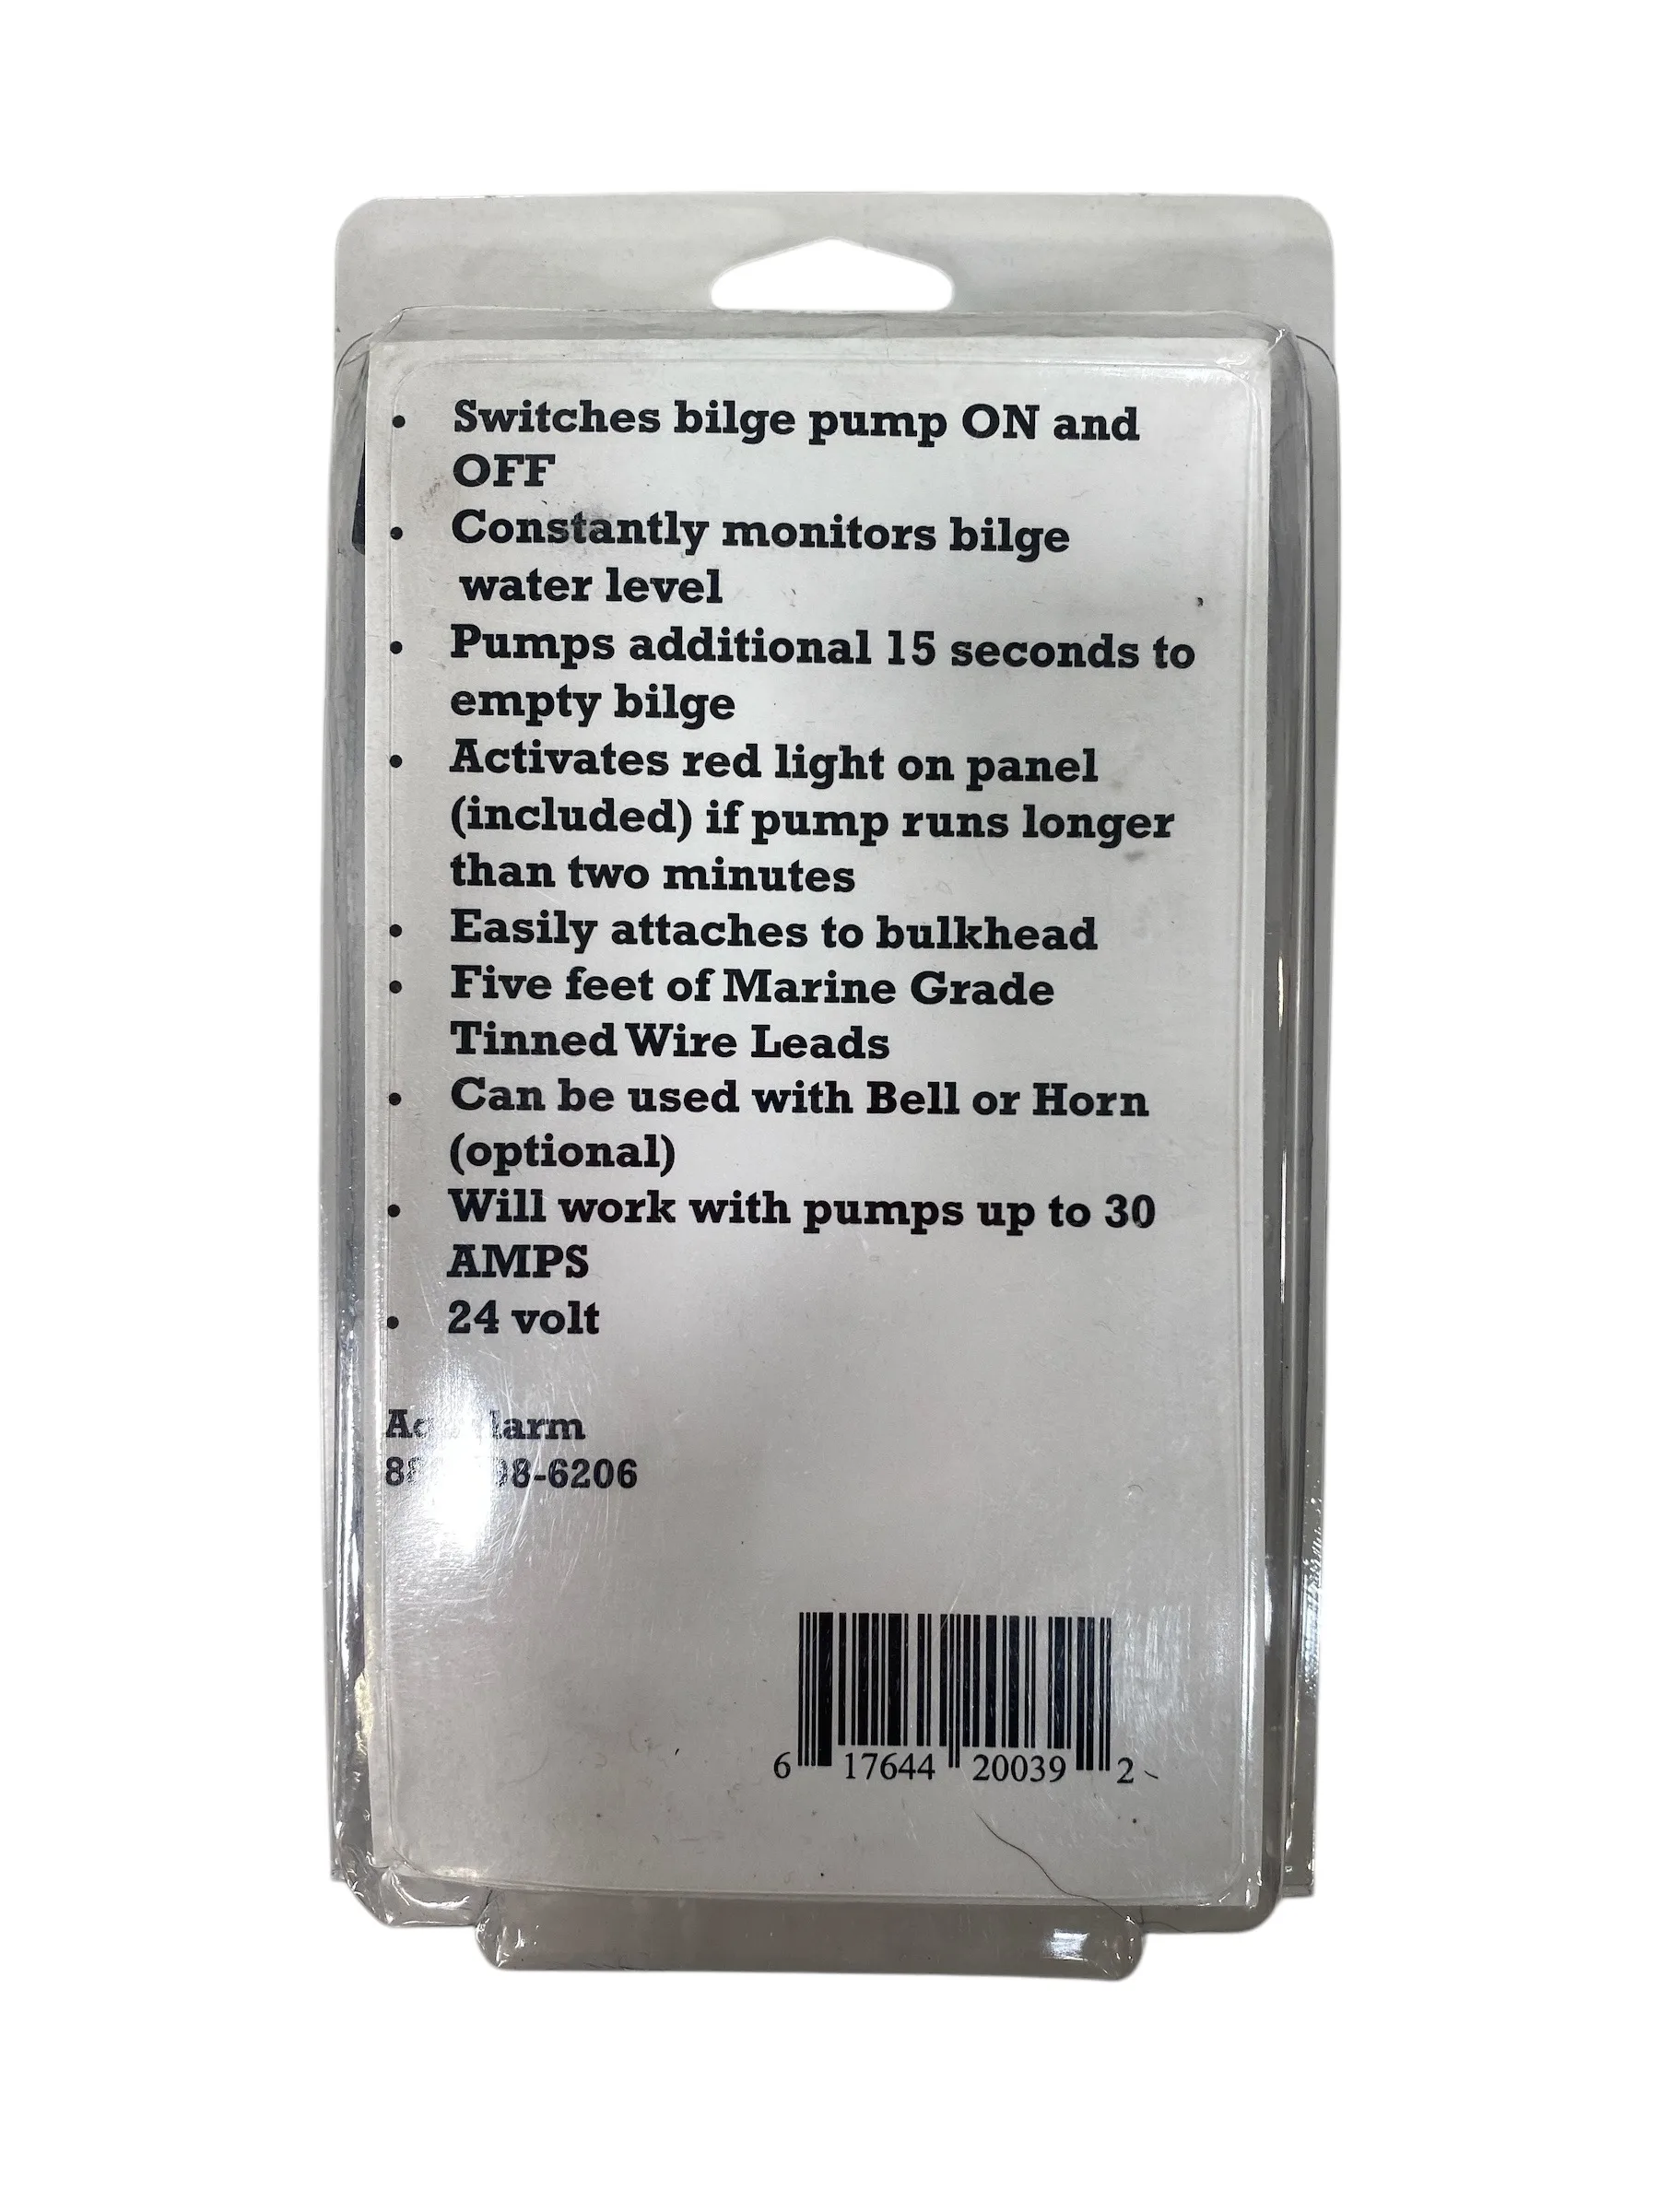 • Switches bilge pump ON and
OFF
• Constantly monitors bilge
water level
• Pumps additional 15 seconds to
empty bilge
• Activates red light on panel
(included) if pump runs longer
than two minutes
• Easily attaches to bulkhead
• Five feet of Marine Grade
Tinned Wire Leads
• Can be used with Bell or Horn
(optional)
• Will work with pumps up to 30
AMPS
• 24 volt
6 17644 20039 2